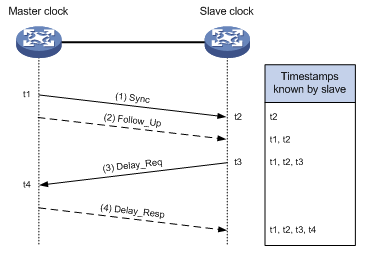 Master clock
Slave clock
Timestamps
known by slave
t1
(1) Sync
t2
t2
(2) Follow_Up
t1, t2
(3) Delay_Req
t3
t1, t2, t3
t4
(4) Delay_Resp
t1, t2, t3, t4